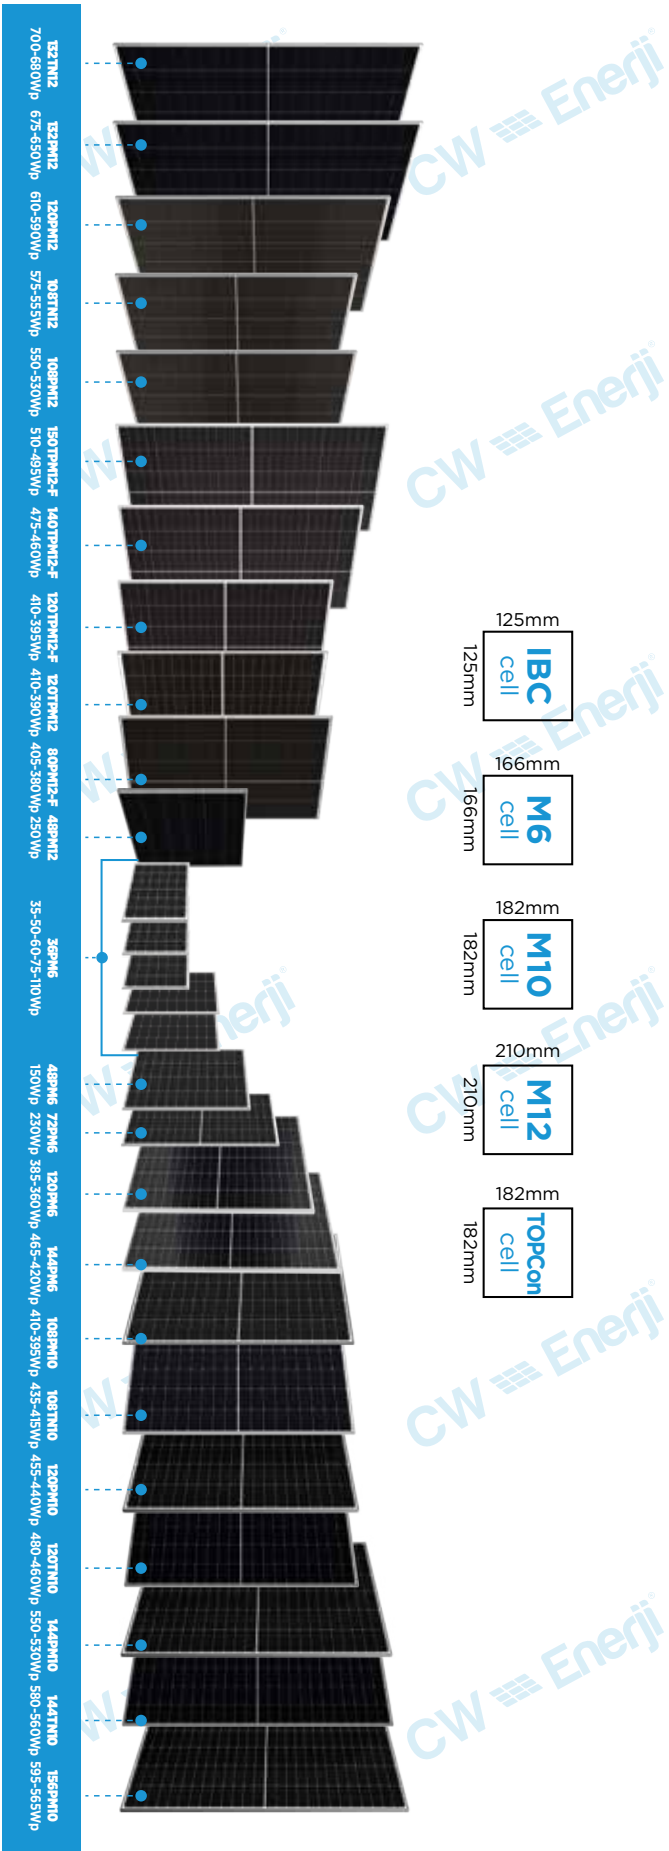 132TN12
700-680Wp
132PM12
675-650Wp
120PM12
610-590Wp
108TN12
575-555Wp
108PM12
550-530Wp
150TPM12-F
510-495Wp
140TPM12-F
475-460Wp
120TPM12-F
410-395Wp
120TPM12
410-390Wp
80PM12-F
405-380Wp
48PM12
250Wp
36PM6
35-50-60-75-110Wp
48PM6
150Wp
72PM6
230Wp
120PM6
385-360Wp
144PM6
465-420Wp
108PM10
410-395Wp
108TN10
435-415Wp
120PM10
455-440Wp
120TN10
480-460Wp
144PM10
550-530Wp
144TN10
580-560Wp
156PM10
595-565Wp
125mm
IBC
cell
125mm
166mm
M6
cell
166mm
182mm
M10
cell
182mm
210mm
M12
cell
210mm
182mm
TOPCon
cell
182mm
CW Enerji
CW Enerji
CW Enerji
CW Enerji
CW Enerji
CW Enerji